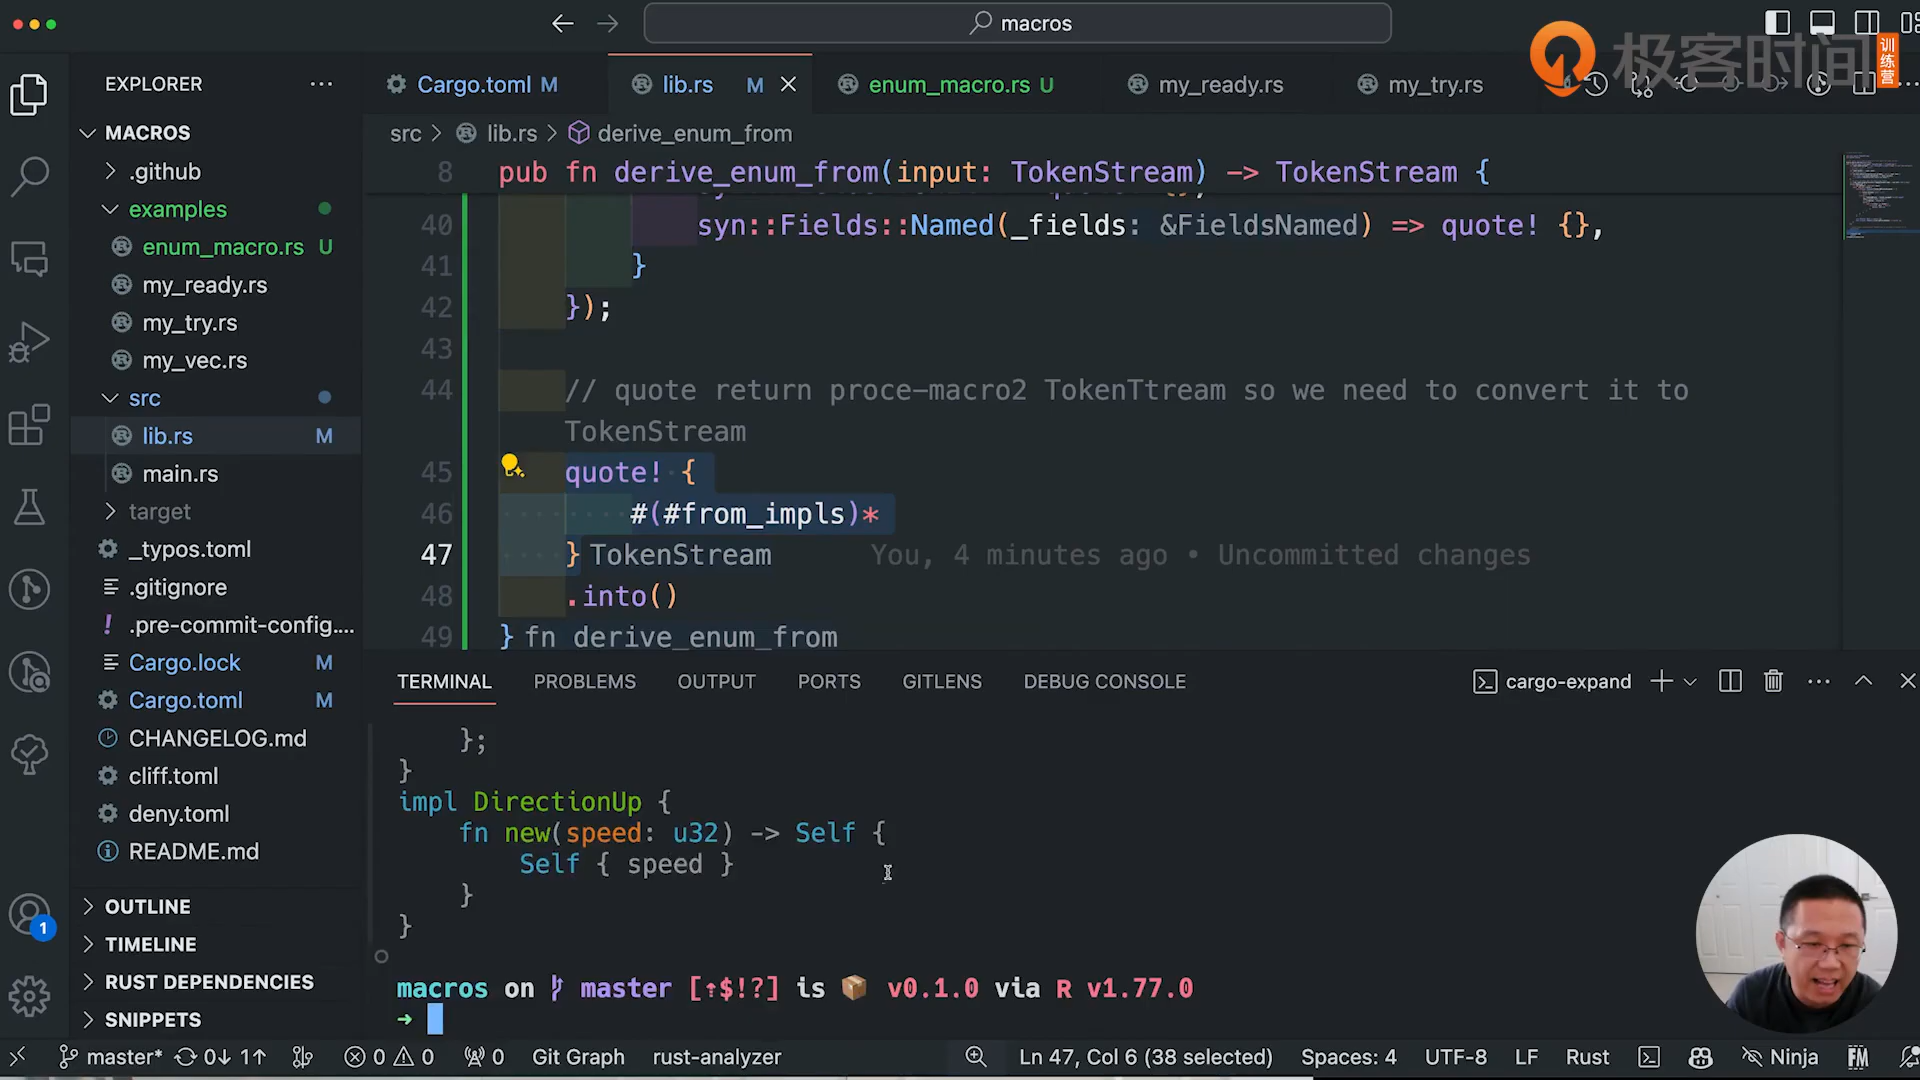 macros
极客时间 训练营
EXPLORER
Cargo.toml M
lib.rs M
enum_macro.rs U
my_ready.rs
my_try.rs
MACROS
src > lib.rs > derive_enum_from
.github
8 pub fn derive_enum_from(input: TokenStream) -> TokenStream {
examples
40 syn::Fields::Named(_fields: &FieldsNamed) => quote! {},
enum_macro.rs U
41 }
my_ready.rs
42 });
my_try.rs
43
my_vec.rs
44 // quote return proce-macro2 TokenTtream so we need to convert it to
src
TokenStream
lib.rs M
45 quote! {
main.rs
46 #(#from_impls)*
target
47 } TokenStream You, 4 minutes ago • Uncommitted changes
_typos.toml
48 .into()
.gitignore
49 } fn derive_enum_from
.pre-commit-config....
Cargo.lock M
TERMINAL PROBLEMS OUTPUT PORTS GITLENS DEBUG CONSOLE cargo-expand
Cargo.toml M
CHANGELOG.md
};
cliff.toml
}
deny.toml
impl DirectionUp {
README.md
fn new(speed: u32) -> Self {
Self { speed }
}
}
OUTLINE
TIMELINE
RUST DEPENDENCIES
SNIPPETS
1
macros on master [⇡$!?] is 📦 v0.1.0 via R v1.77.0
➜
master* 0↓ 1↑ 0 0 0 Git Graph rust-analyzer Ln 47, Col 6 (38 selected) Spaces: 4 UTF-8 LF Rust Ninja FM